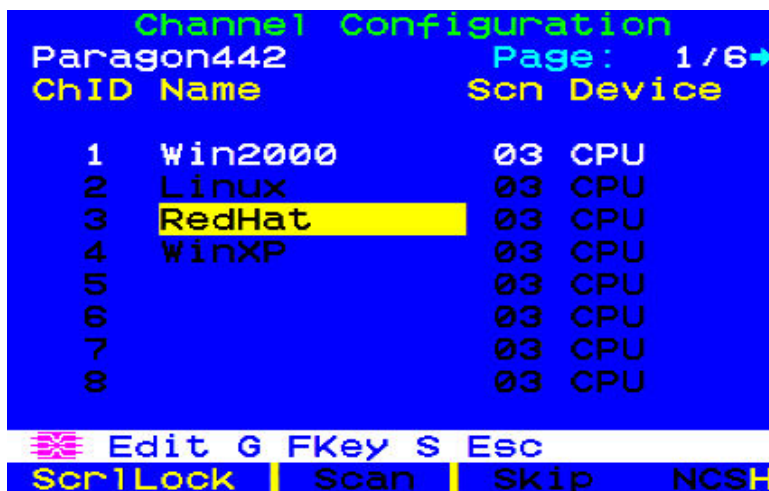 Channel Configuration
Paragon442 Page: 1/6→
ChID Name Scn Device
1 Win2000 03 CPU
2 Linux 03 CPU
3 RedHat 03 CPU
4 WinXP 03 CPU
5 03 CPU
6 03 CPU
7 03 CPU
8 03 CPU
Edit G FKey S Esc
ScrlLock Scan Skip NCSH